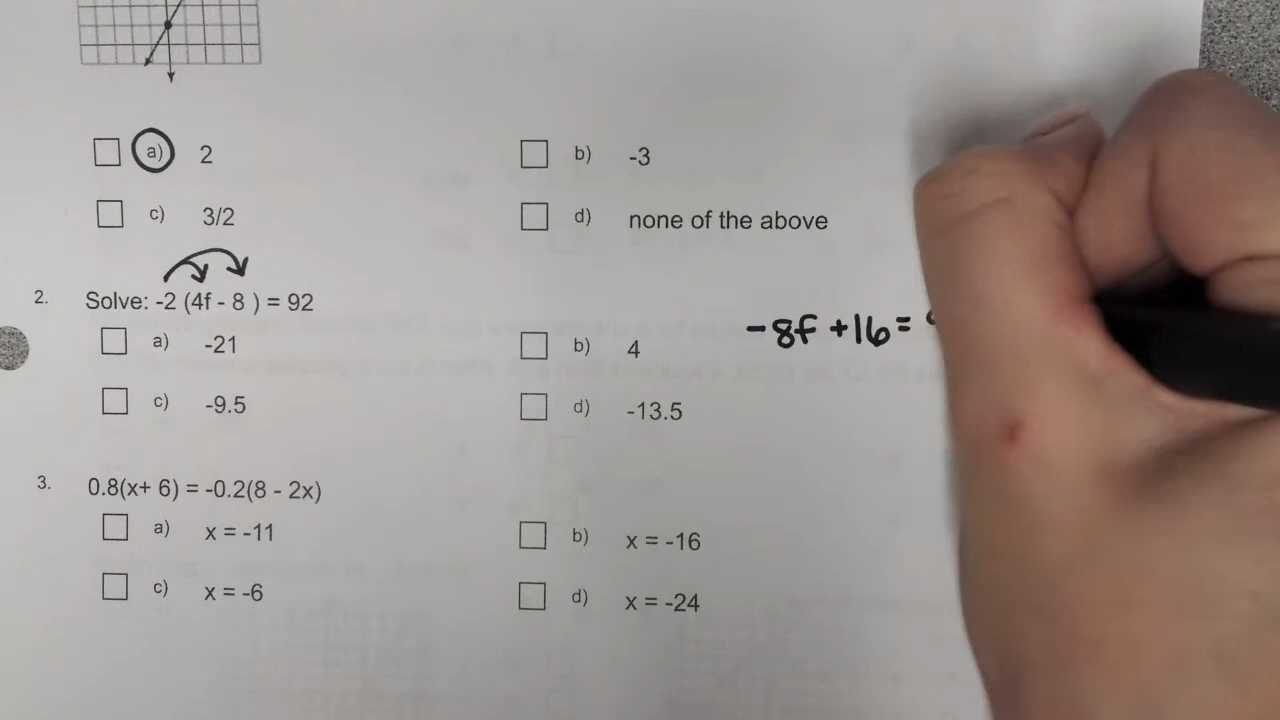 a) 2 b) -3
c) 3/2 d) none of the above
2. Solve: -2 (4f - 8 ) = 92
-8f +16 =
a) -21 b) 4
c) -9.5 d) -13.5
3. 0.8(x+ 6) = -0.2(8 - 2x)
a) x = -11 b) x = -16
c) x = -6 d) x = -24